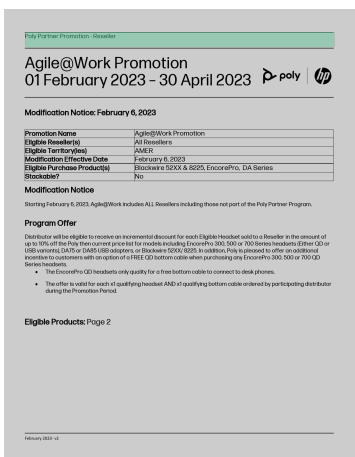 Poly Partner Promotion - Reseller
Agile@Work Promotion
01 February 2023 – 30 April 2023
poly
hp
Modification Notice: February 6, 2023
Promotion Name Agile@Work Promotion
Eligible Reseller(s) All Resellers
Eligible Territory(ies) AMER
Modification Effective Date February 6, 2023
Eligible Purchase Product(s) Blackwire 52XX & 8225, EncorePro, DA Series
Stackable? No
Modification Notice
Starting February 6, 2023, Agile@Work includes ALL Resellers including those not part of the Poly Partner Program.
Program Offer
Distributor will be eligible to receive an incremental discount for each Eligible Headset sold to a Reseller in the amount of
up to 10% off the Poly then current price list for models including EncorePro 300, 500 or 700 Series headsets (Either QD or
USB variants), DA75 or DA85 USB adapters, or Blackwire 52XX/ 8225. In addition, Poly is pleased to offer an additional
incentive to customers with an option of a FREE QD bottom cable when purchasing any EncorePro 300, 500 or 700 QD
Series headsets.
• The EncorePro QD headsets only qualify for a free bottom cable to connect to desk phones.
• The offer is valid for each x1 qualifying headset AND x1 qualifying bottom cable ordered by participating distributor
during the Promotion Period.
Eligible Products: Page 2
February 2023 - v2